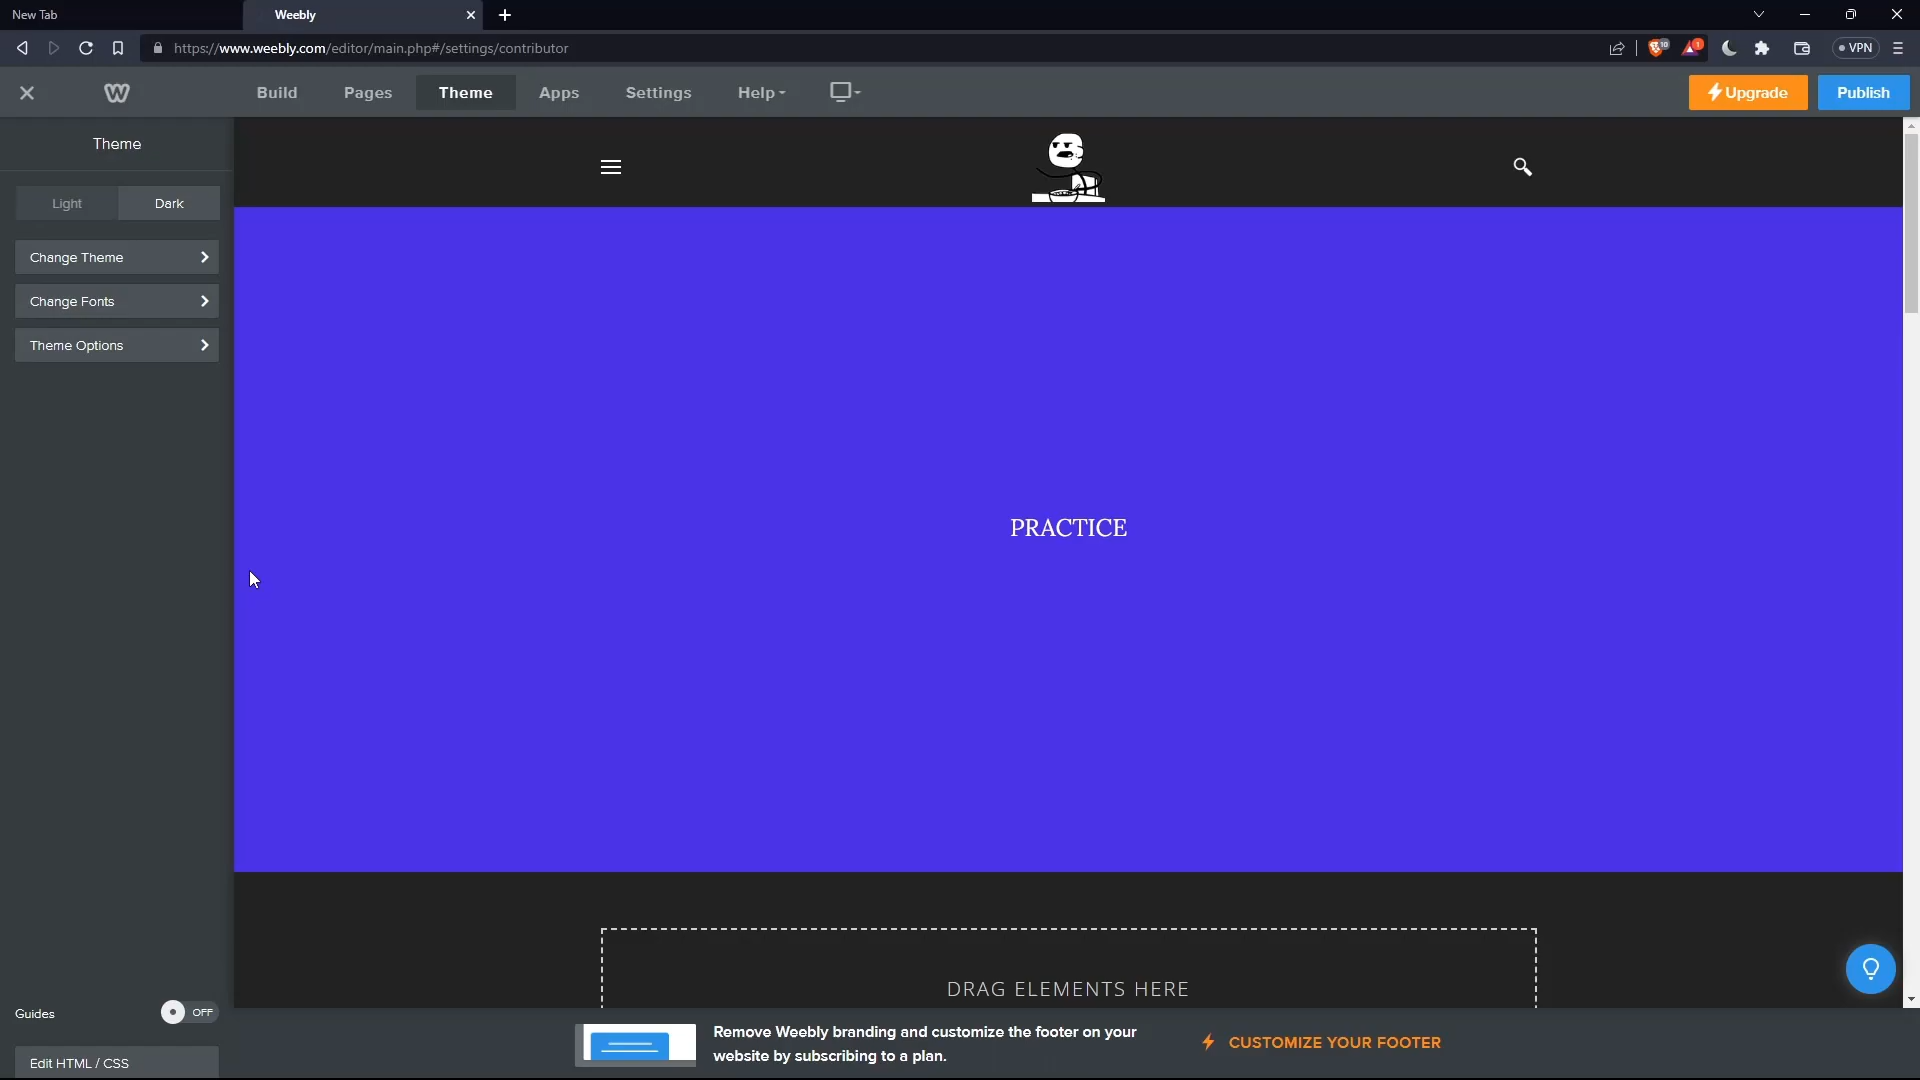 New Tab
Weebly
https://www.weebly.com/editor/main.php#/settings/contributor
10
1
VPN
Build
Pages
Theme
Apps
Settings
Help
Upgrade
Publish
Theme
Light
Dark
Change Theme
Change Fonts
Theme Options
PRACTICE
DRAG ELEMENTS HERE
Guides
OFF
Edit HTML / CSS
Remove Weebly branding and customize the footer on your
website by subscribing to a plan.
CUSTOMIZE YOUR FOOTER